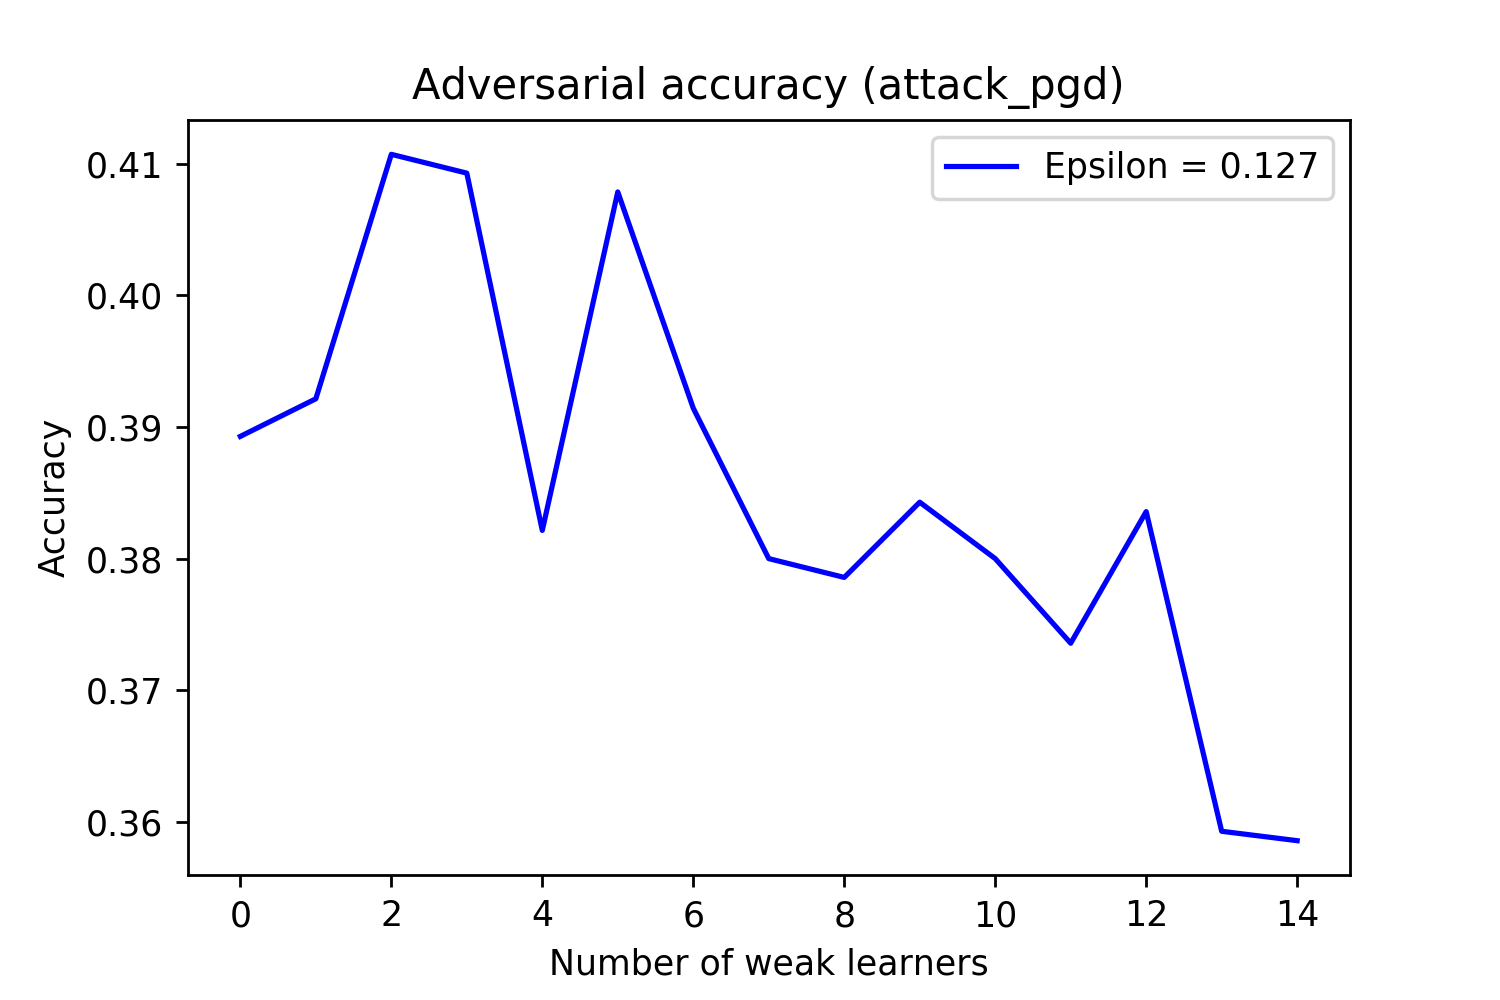 Adversarial accuracy (attack_pgd)
Epsilon = 0.127
0.41
0.40
0.39
0.38
0.37
0.36
Accuracy
0 2 4 6 8 10 12 14
Number of weak learners